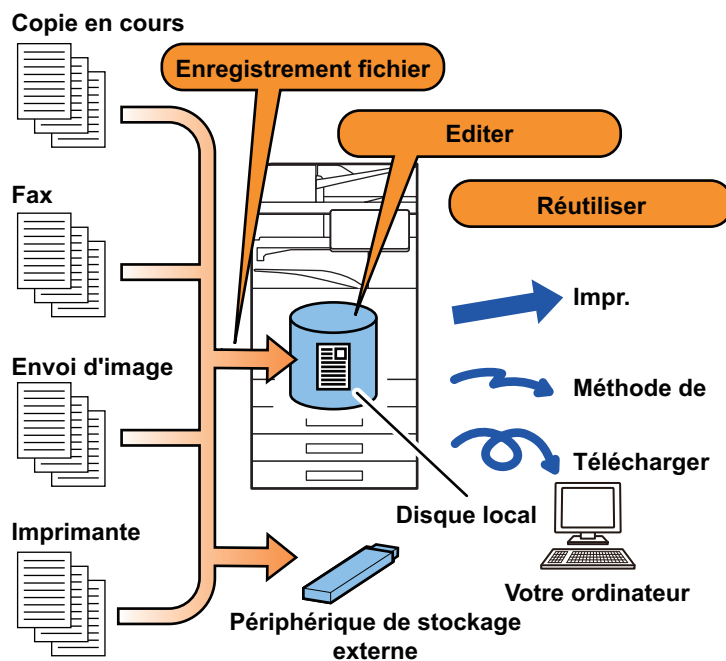 Copie en cours
Enregistrement fichier
Editer
Fax
Réutiliser
Impr.
Envoi d'image
Méthode de
Télécharger
Disque local
Imprimante
Votre ordinateur
Périphérique de stockage
externe